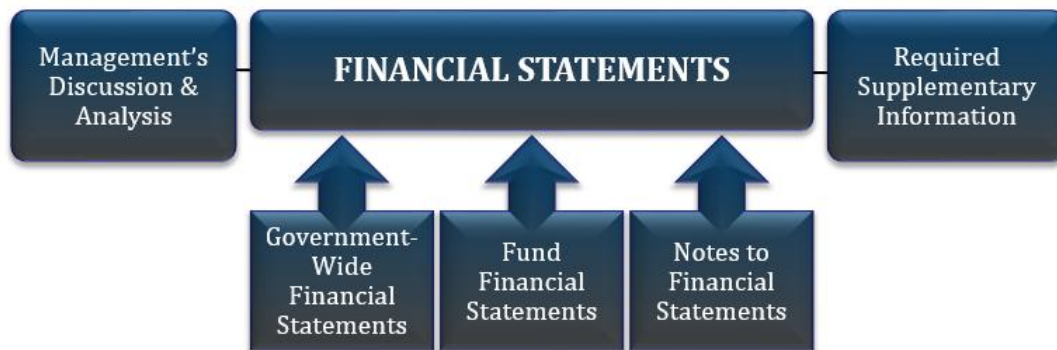 Management's
Discussion &
Analysis
FINANCIAL STATEMENTS
Required
Supplementary
Information
Government-
Wide
Financial
Statements
Fund
Financial
Statements
Notes to
Financial
Statements